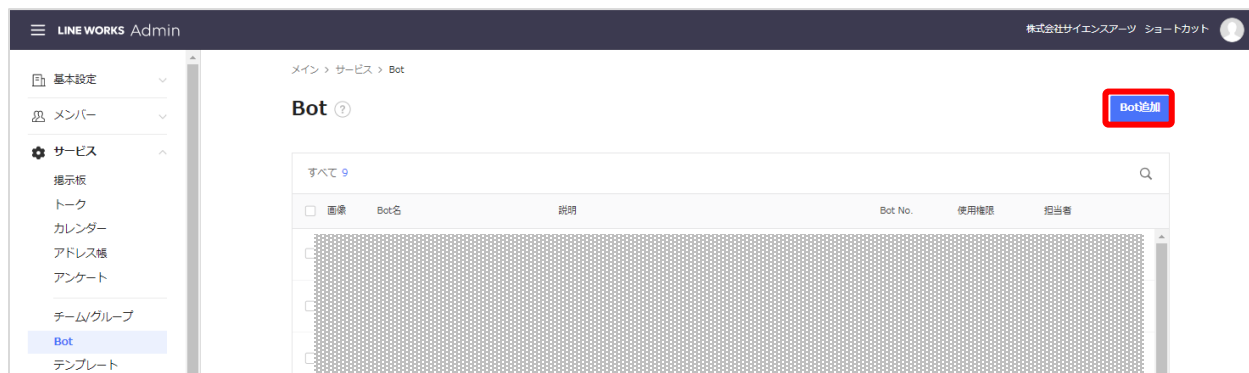 LINE WORKS Admin
株式会社サイエンスアーツ ショートカット
基本設定
メンバー
サービス
掲示板
トーク
カレンダー
アドレス帳
アンケート
チーム/グループ
Bot
テンプレート
メイン > サービス > Bot
Bot ?
Bot追加
すべて 9
画像 Bot名 説明 Bot No. 使用権限 担当者